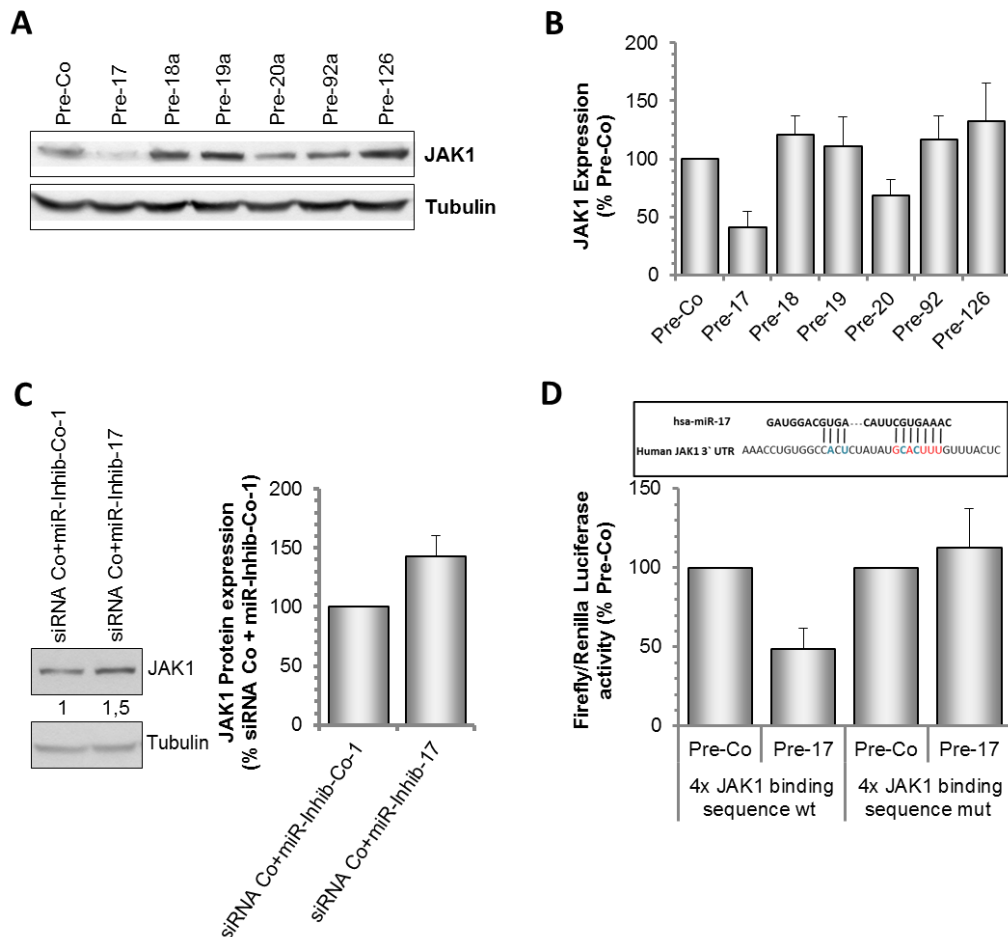 A
Pre-Co
Pre-17
Pre-18a
Pre-19a
Pre-20a
Pre-92a
Pre-126
JAK1
Tubulin
B
JAK1 Expression
(% Pre-Co)
200
150
100
50
0
Pre-Co
Pre-17
Pre-18
Pre-19
Pre-20
Pre-92
Pre-126
C
siRNA Co+miR-Inhib-Co-1
siRNA Co+miR-Inhib-17
JAK1
1 1,5
Tubulin
JAK1 Protein expression
(% siRNA Co + miR-Inhib-Co-1)
200
150
100
50
0
siRNA Co+miR-Inhib-Co-1
siRNA Co+miR-Inhib-17
D
hsa-miR-17 GAUGGACGUGA---CAUUCGUGAAAC
Human JAK1 3` UTR AAACCUGUGGCCACUCUAUAUGCACUUUGUUUACUC
Firefly/Renilla Luciferase
activity (% Pre-Co)
150
100
50
0
Pre-Co Pre-17 Pre-Co Pre-17
4x JAK1 binding 4x JAK1 binding
sequence wt sequence mut